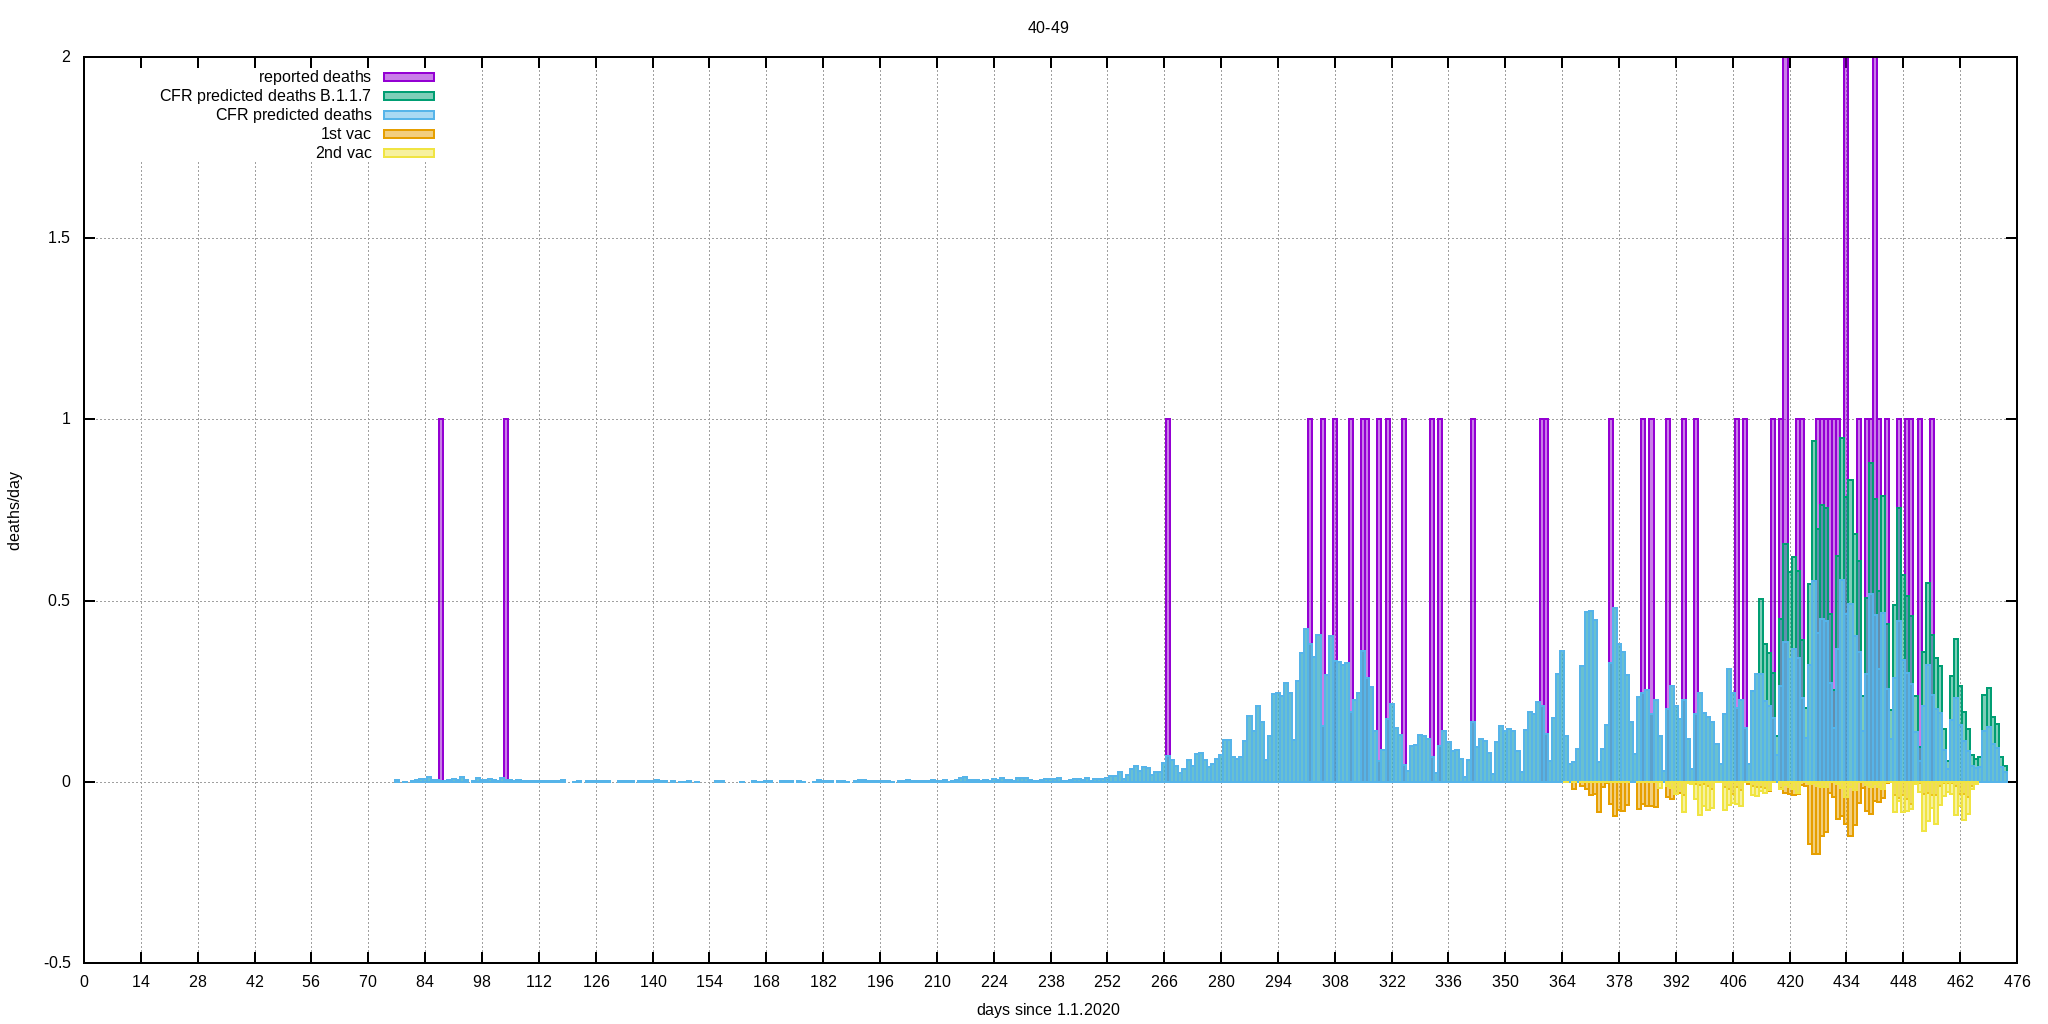 40-49
2
reported deaths
CFR predicted deaths B.1.1.7
CFR predicted deaths
1st vac
2nd vac
1.5
1
0.5
0
-0.5
deaths/day
0 14 28 42 56 70 84 98 112 126 140 154 168 182 196 210 224 238 252 266 280 294 308 322 336 350 364 378 392 406 420 434 448 462 476
days since 1.1.2020